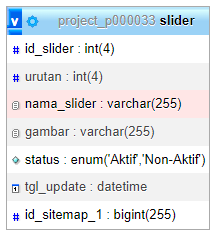 v project_p000033 slider
# id_slider : int(4)
# urutan : int(4)
nama_slider : varchar(255)
gambar : varchar(255)
status : enum('Aktif','Non-Aktif')
tgl_update : datetime
# id_sitemap_1 : bigint(255)